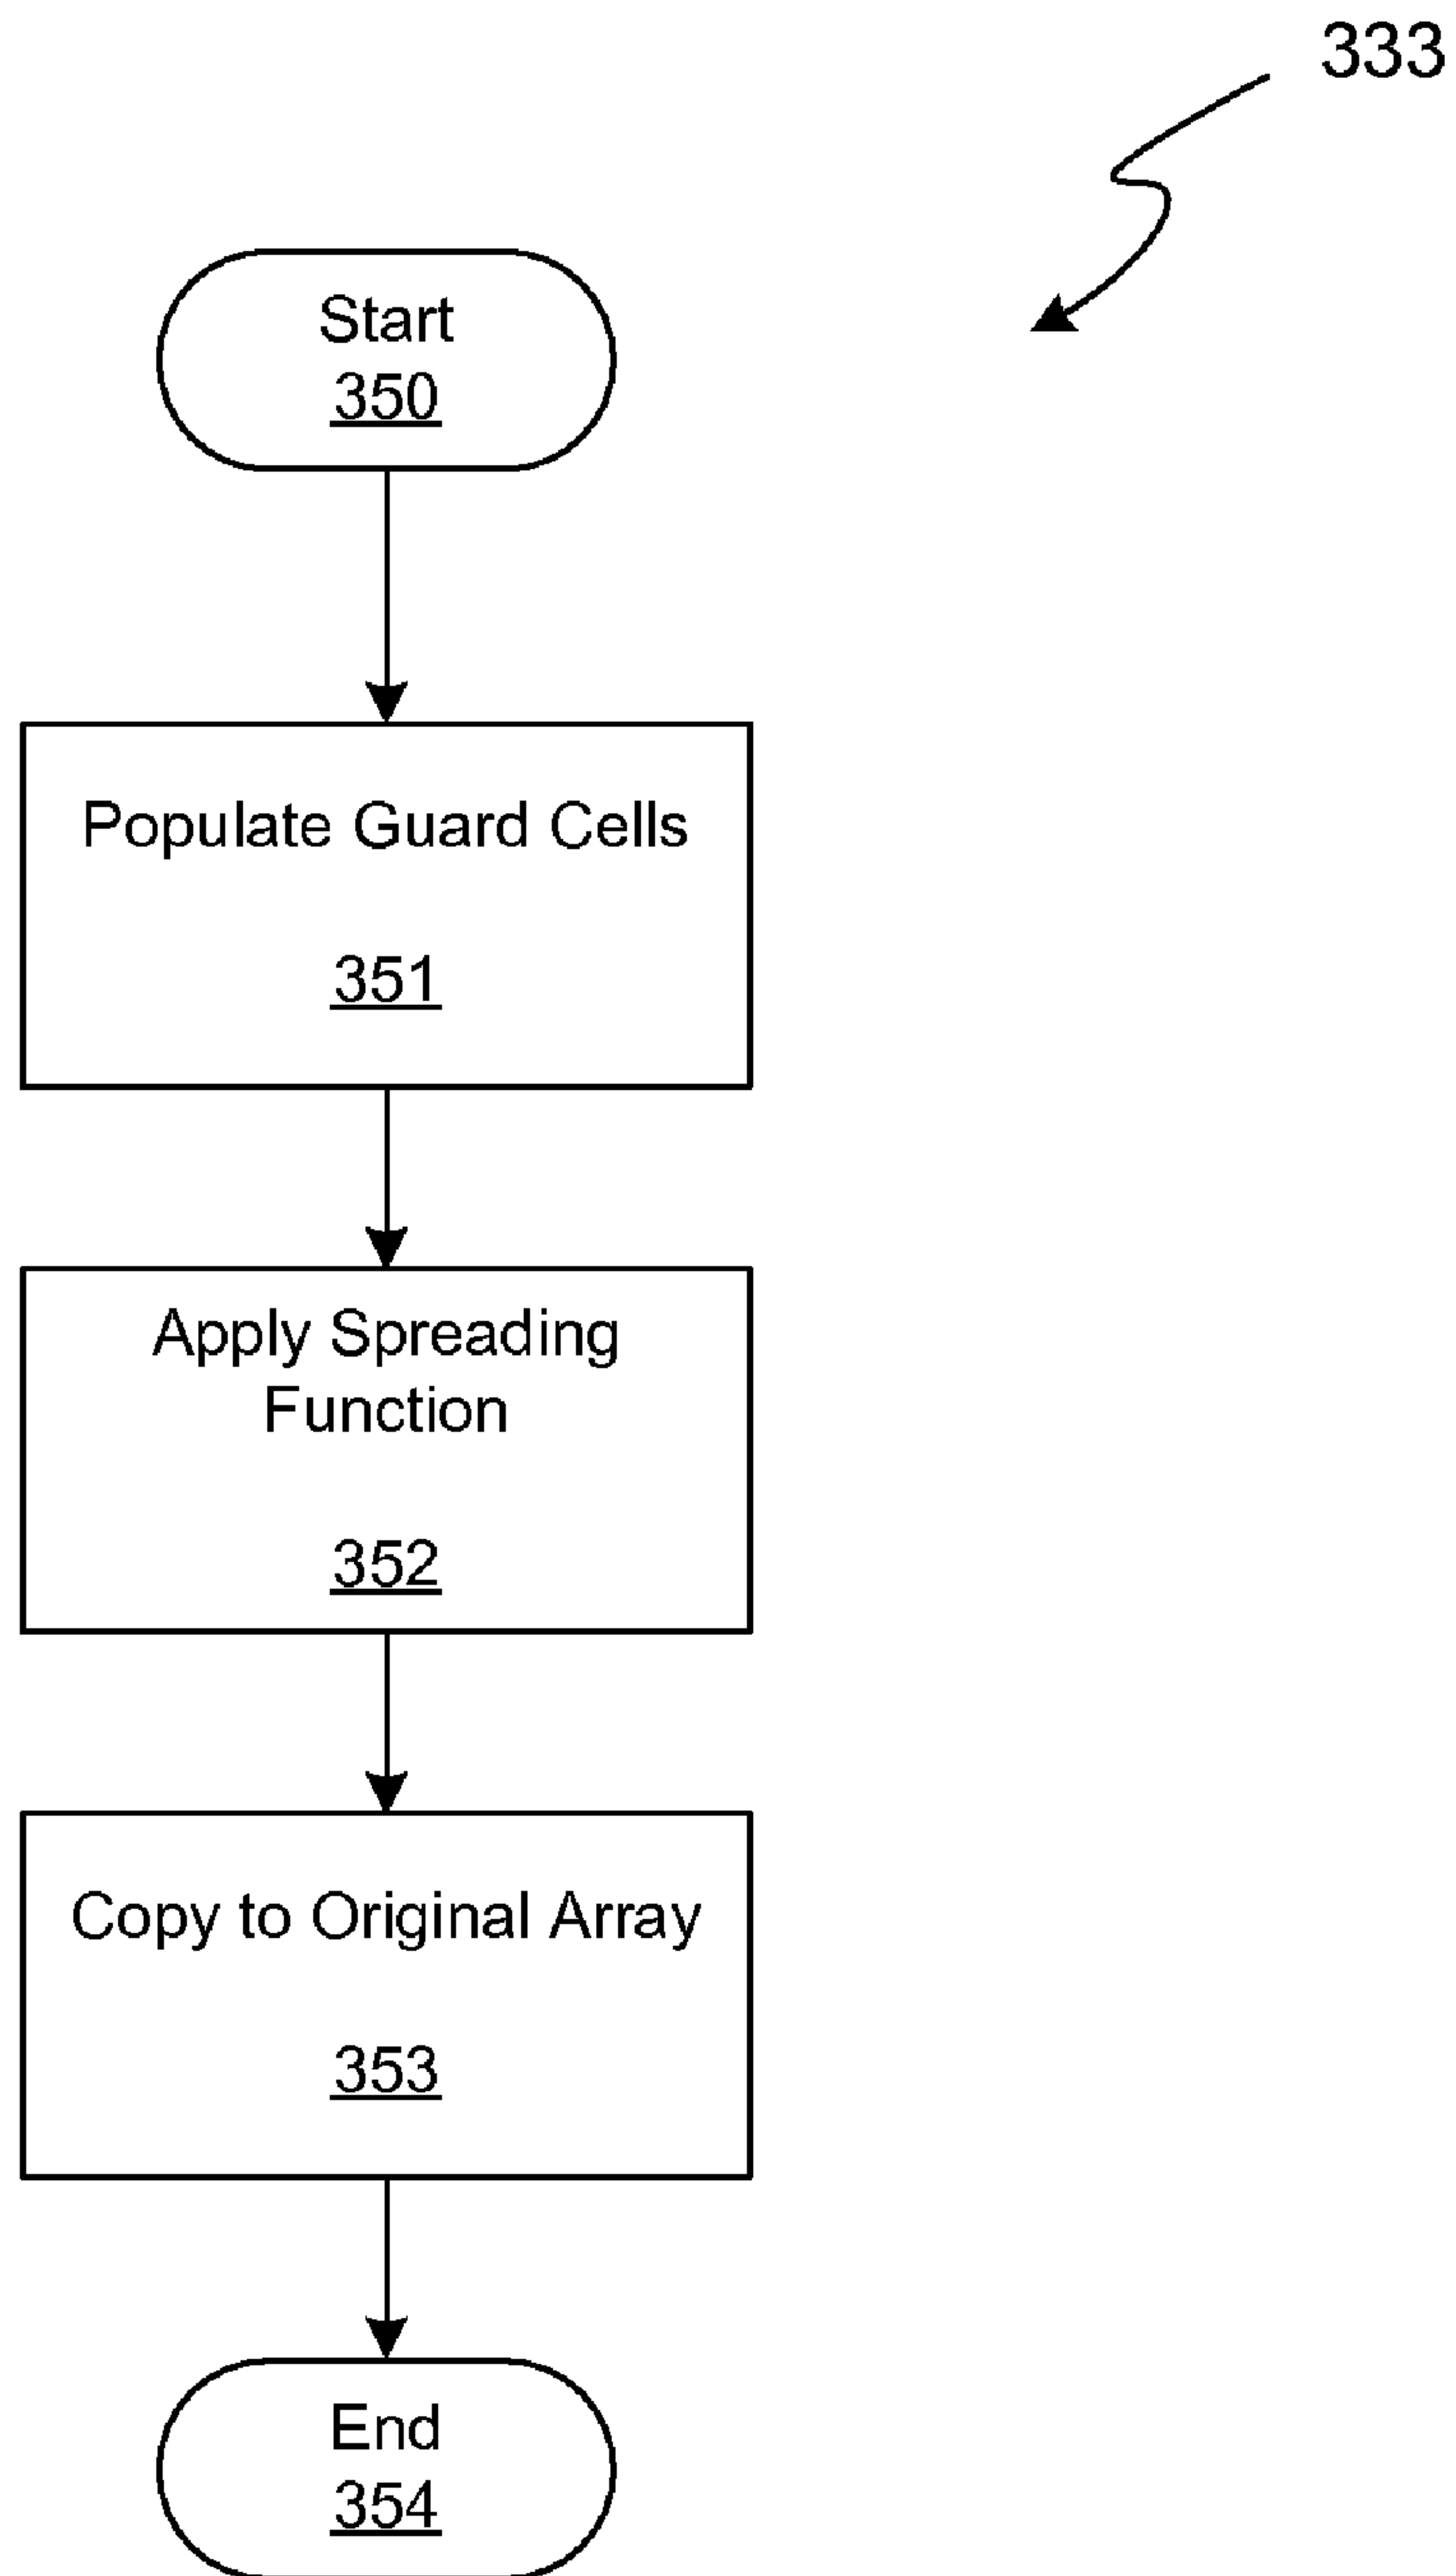 333
Start
350
Populate Guard Cells
351
Apply Spreading
Function
352
Copy to Original Array
353
End
354